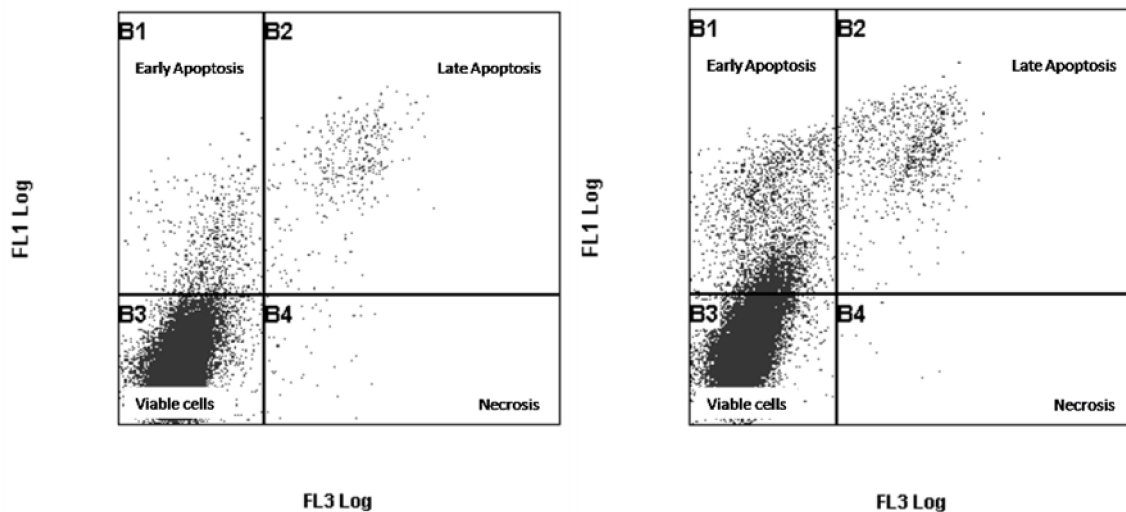 B1 B2
Early Apoptosis Late Apoptosis
FL1 Log
B3 B4
Viable cells Necrosis
FL3 Log
B1 B2
Early Apoptosis Late Apoptosis
FL1 Log
B3 B4
Viable cells Necrosis
FL3 Log